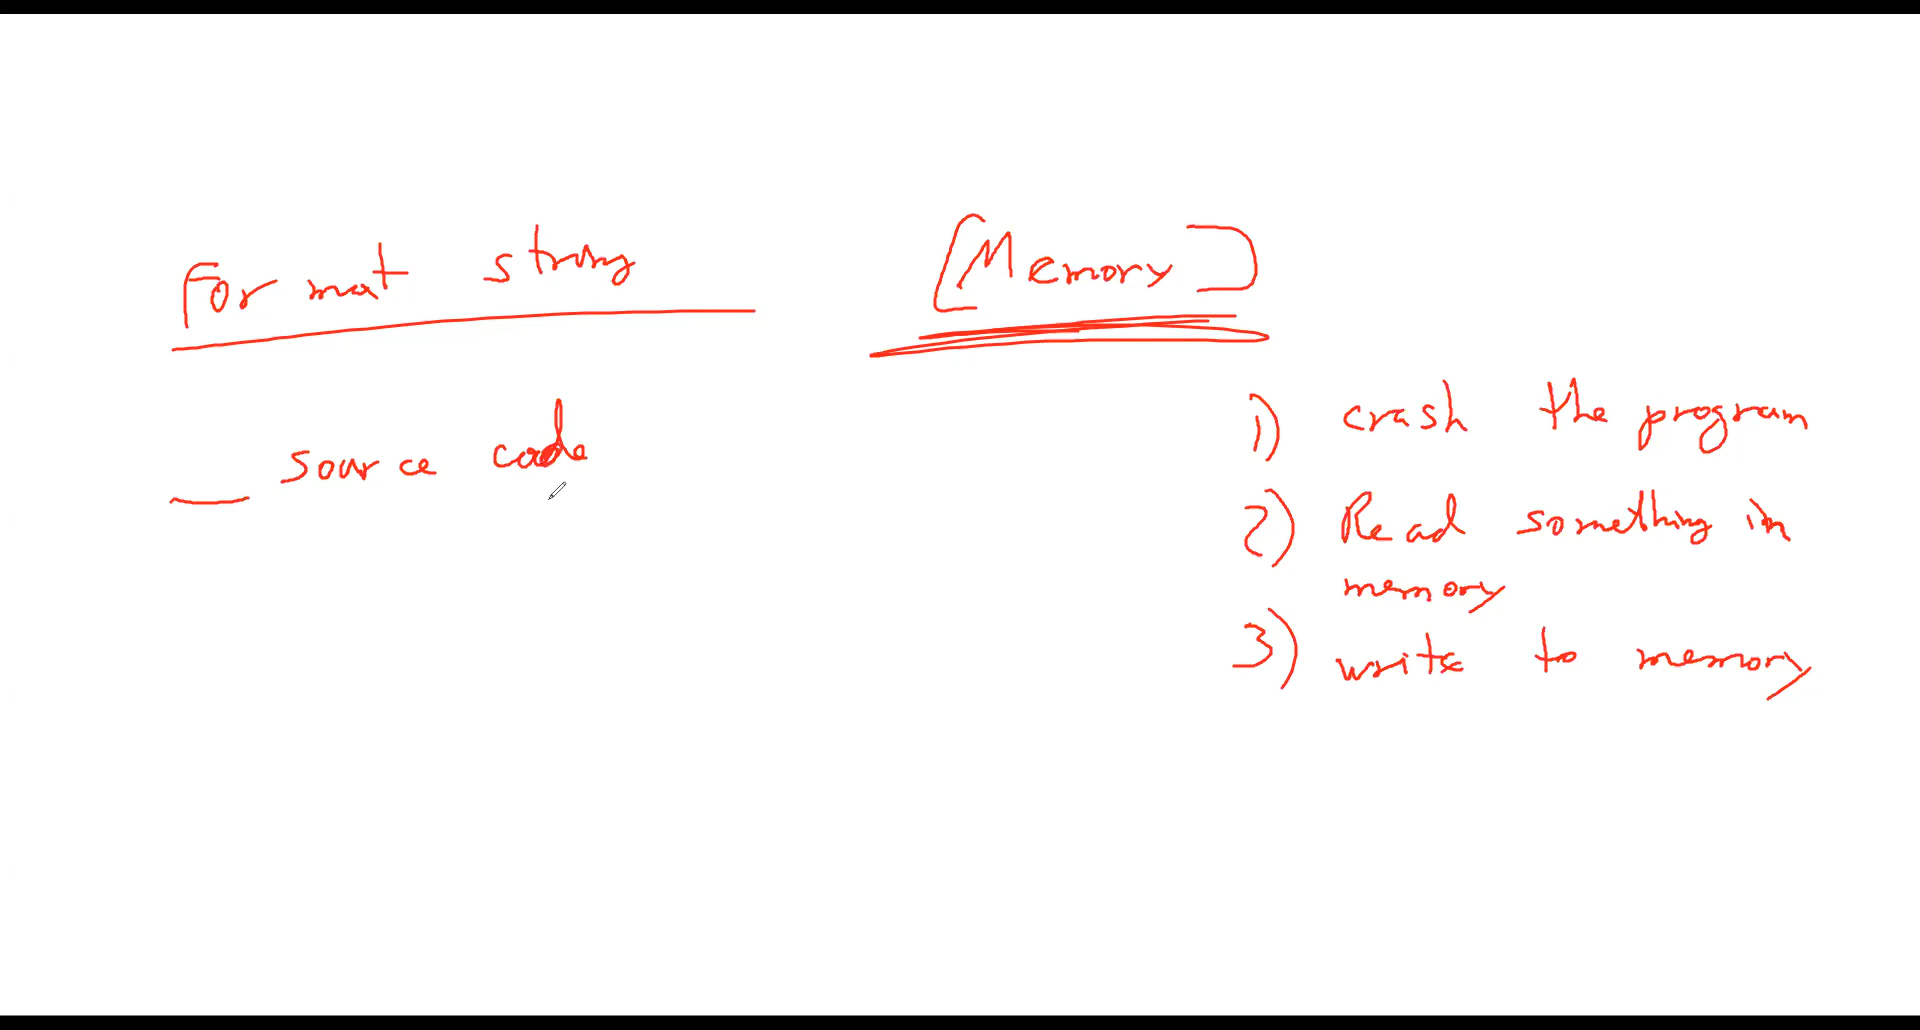 Format string
[Memory]
source code
1) crash the program
2) Read something in
memory
3) write to memory